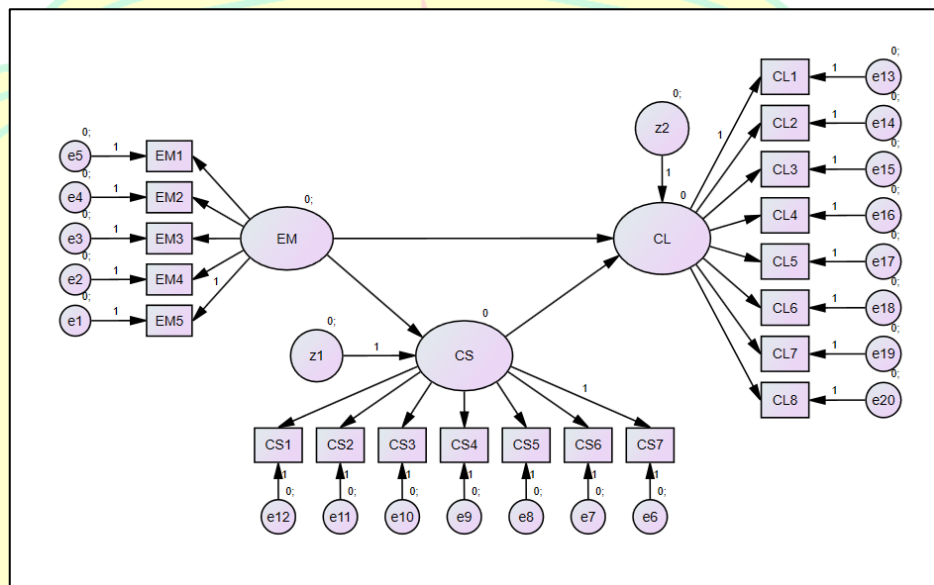 0;
e13
1
CL1
0;
e14
1
CL2
0;
e15
1
CL3
0;
e16
1
CL4
0;
e17
1
CL5
0;
e18
1
CL6
0;
e19
1
CL7
0;
e20
1
CL8
0;
z2
1
1
0
CL
0;
e5
1
EM1
0;
e4
1
EM2
0;
e3
1
EM3
0;
e2
1
EM4
0;
e1
1
EM5
1
0;
EM
0;
z1
1
0
CS
1
CS1
CS2
CS3
CS4
CS5
CS6
CS7
1
1
1
1
1
1
1
0;
0;
0;
0;
0;
0;
0;
e12
e11
e10
e9
e8
e7
e6